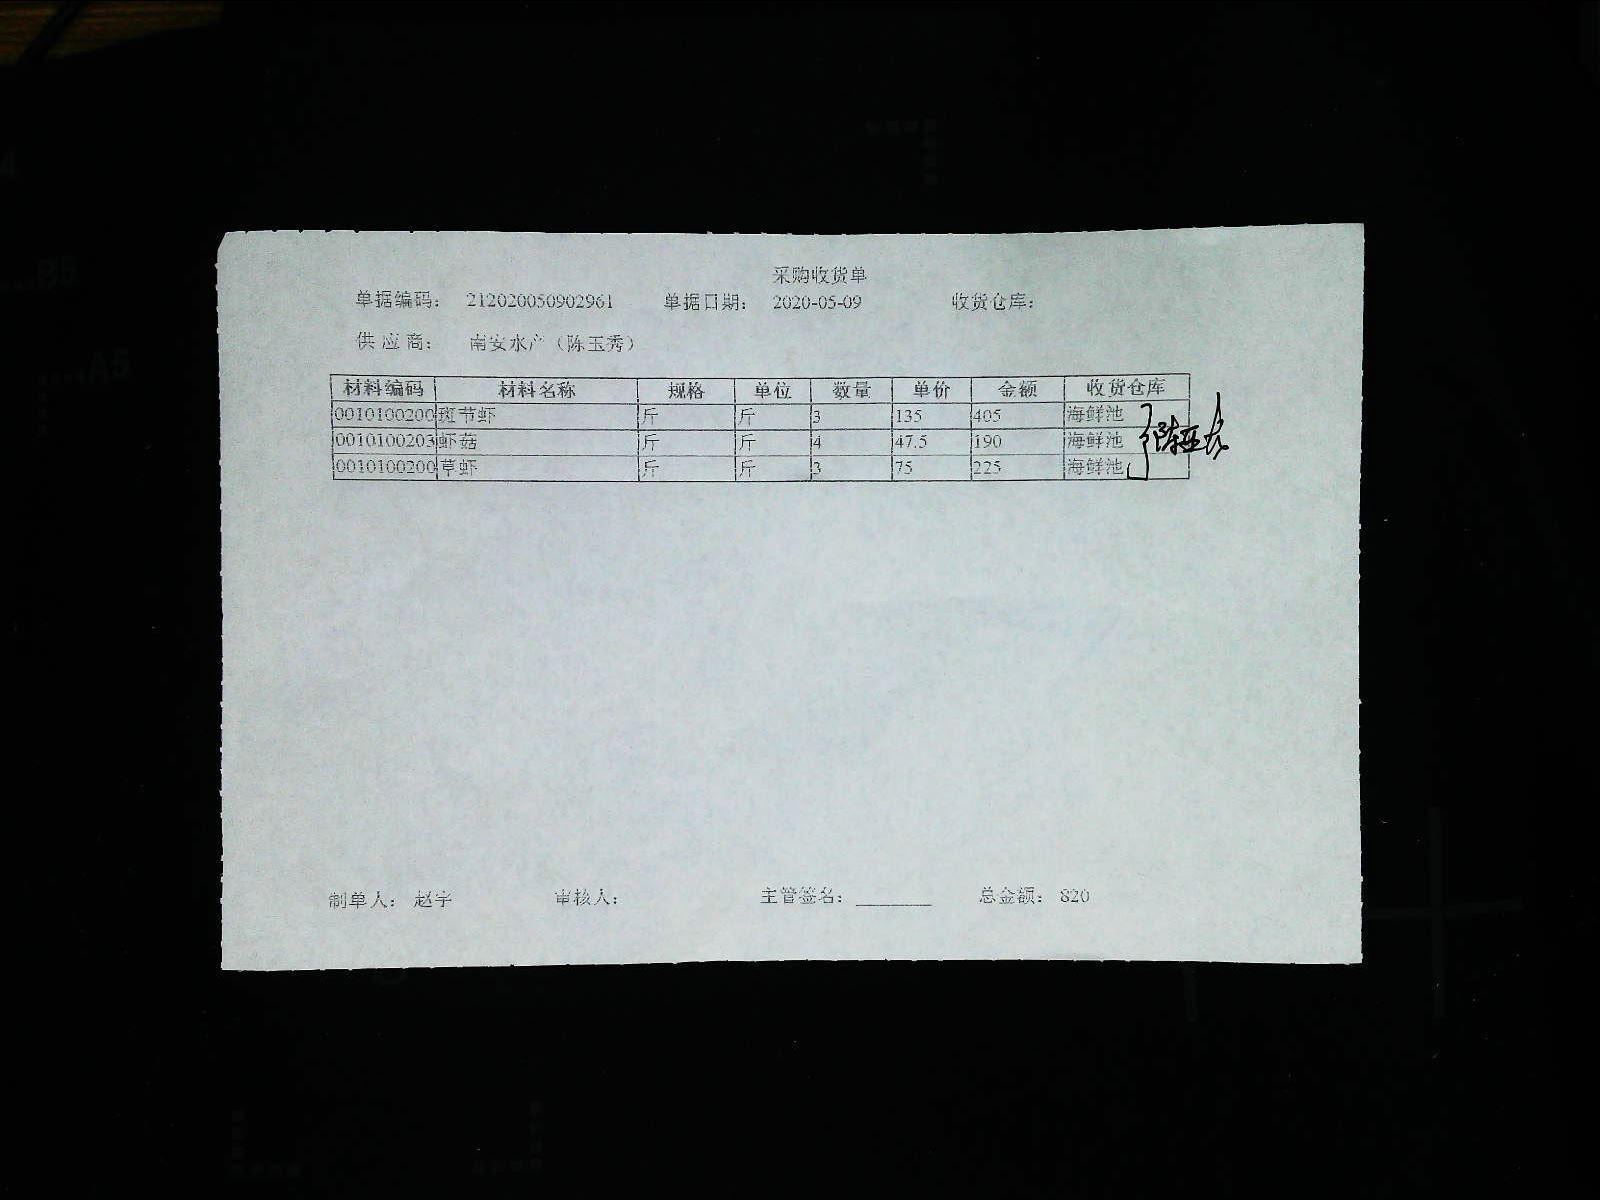 采购收货单
单据编码： 212020050902961 单据日期： 2020-05-09 收货仓库：
供 应 商： 南安水产（陈玉秀）
材料编码 材料名称 规格 单位 数量 单价 金额 收货仓库
0010100200 斑节虾 斤 斤 3 135 405 海鲜池
0010100203 虾菇 斤 斤 4 47.5 190 海鲜池
0010100200 草虾 斤 斤 3 75 225 海鲜池
制单人： 赵宇 审核人： 主管签名： 总金额： 820
B5
A5